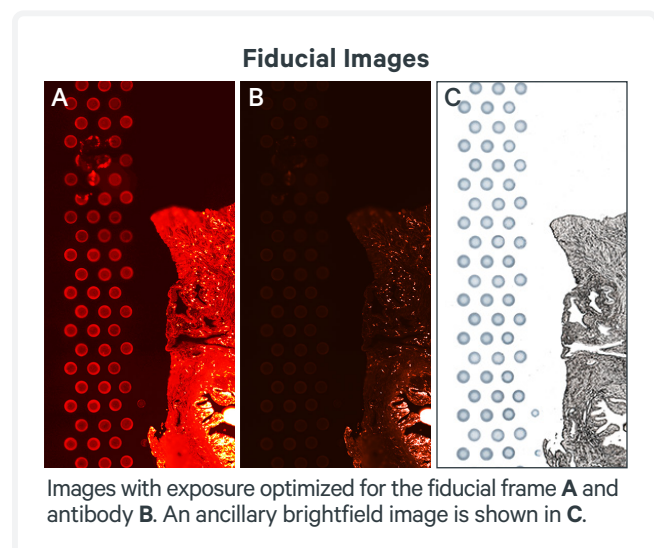 Fiducial Images
A
B
C
Images with exposure optimized for the fiducial frame A and
antibody B. An ancillary brightfield image is shown in C.